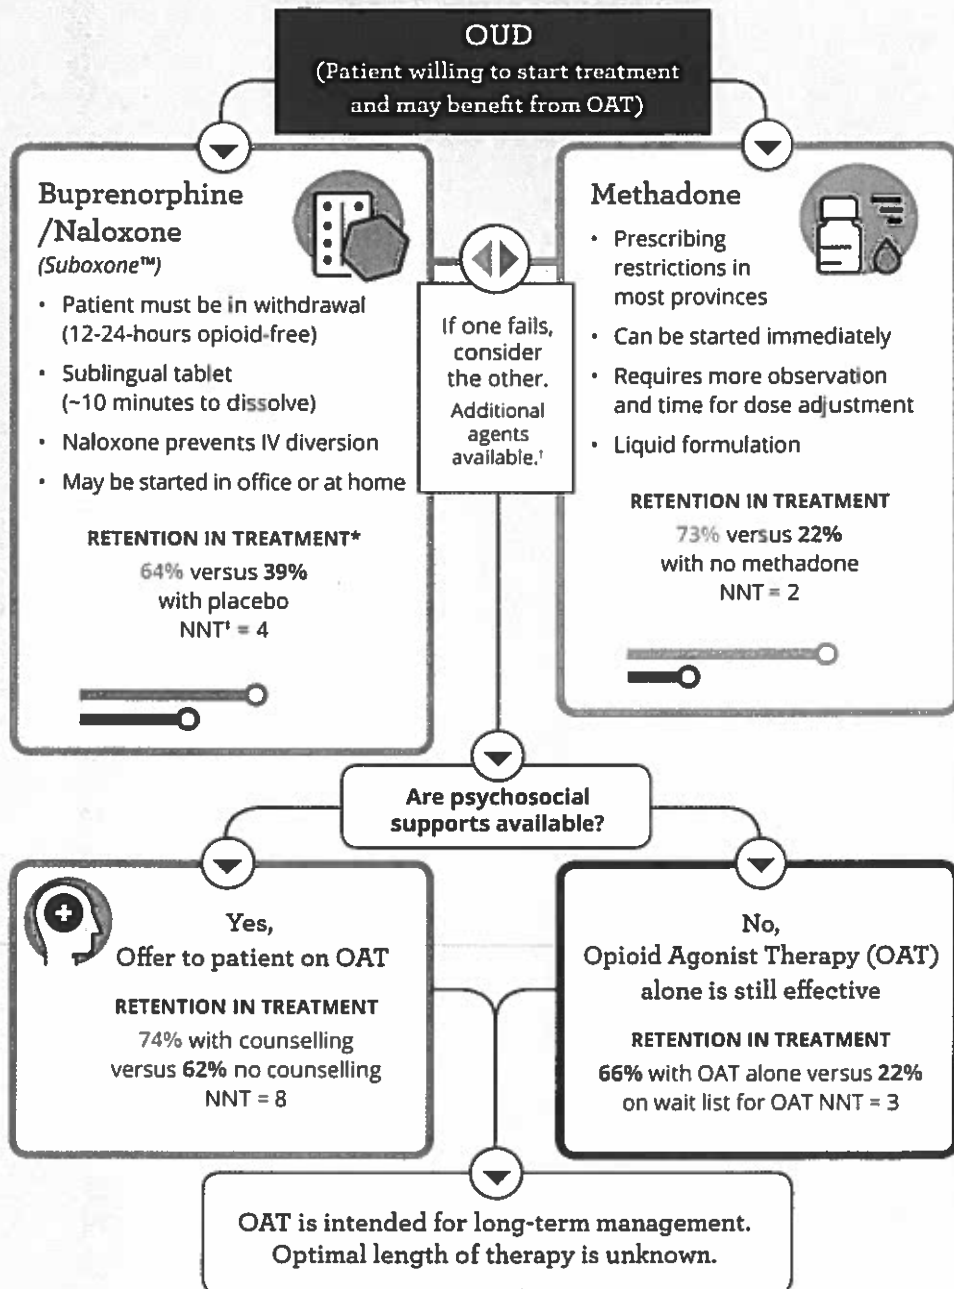 OUD
(Patient willing to start treatment
and may benefit from OAT)
Buprenorphine
/Naloxone
(Suboxone™)
• Patient must be in withdrawal
(12-24-hours opioid-free)
• Sublingual tablet
(~10 minutes to dissolve)
• Naloxone prevents IV diversion
• May be started in office or at home
RETENTION IN TREATMENT*
64% versus 39%
with placebo
NNT‡ = 4
If one fails,
consider
the other.
Additional
agents
available.†
Methadone
• Prescribing
restrictions in
most provinces
• Can be started immediately
• Requires more observation
and time for dose adjustment
• Liquid formulation
RETENTION IN TREATMENT
73% versus 22%
with no methadone
NNT = 2
Are psychosocial
supports available?
Yes,
Offer to patient on OAT
RETENTION IN TREATMENT
74% with counselling
versus 62% no counselling
NNT = 8
No,
Opioid Agonist Therapy (OAT)
alone is still effective
RETENTION IN TREATMENT
66% with OAT alone versus 22%
on wait list for OAT NNT = 3
OAT is intended for long-term management.
Optimal length of therapy is unknown.